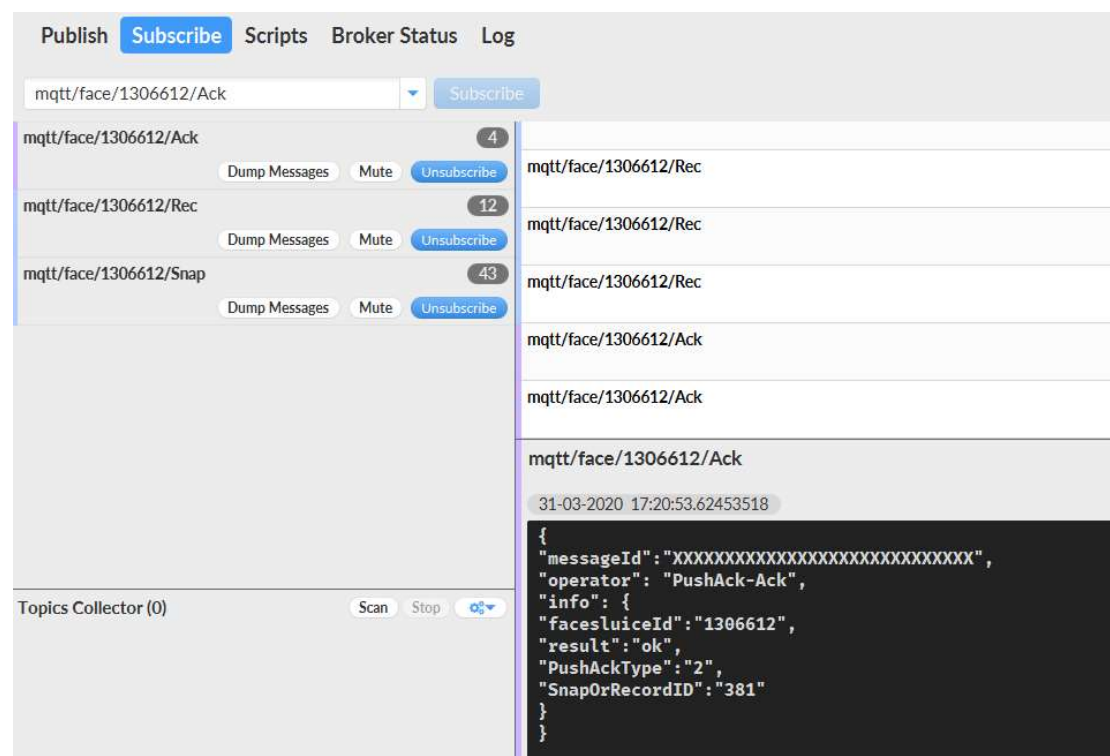 Publish Subscribe Scripts Broker Status Log
mqtt/face/1306612/Ack Subscribe
mqtt/face/1306612/Ack 4
Dump Messages Mute Unsubscribe
mqtt/face/1306612/Rec 12
Dump Messages Mute Unsubscribe
mqtt/face/1306612/Snap 43
Dump Messages Mute Unsubscribe
Topics Collector (0) Scan Stop
mqtt/face/1306612/Rec
mqtt/face/1306612/Rec
mqtt/face/1306612/Rec
mqtt/face/1306612/Ack
mqtt/face/1306612/Ack
mqtt/face/1306612/Ack
31-03-2020 17:20:53.62453518
{
"messageId":"XXXXXXXXXXXXXXXXXXXXXXXXXXXXX",
"operator": "PushAck-Ack",
"info": {
"facesluiceId":"1306612",
"result":"ok",
"PushAckType":"2",
"SnapOrRecordID":"381"
}
}